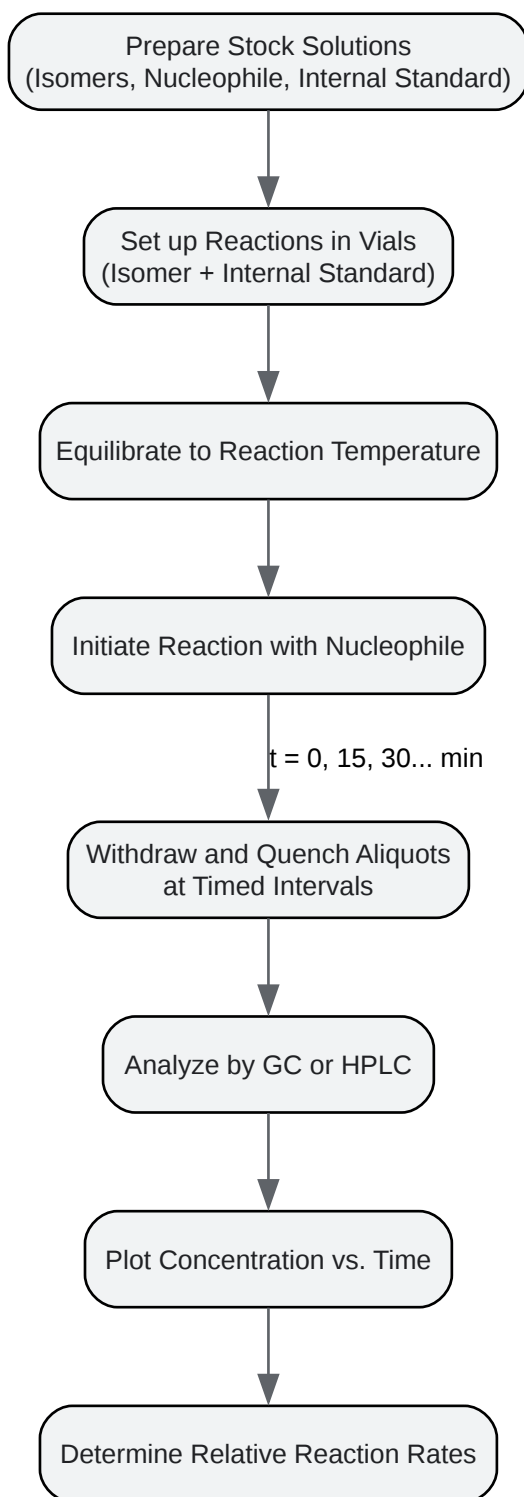 Prepare Stock Solutions
(Isomers, Nucleophile, Internal Standard)
Set up Reactions in Vials
(Isomer + Internal Standard)
Equilibrate to Reaction Temperature
Initiate Reaction with Nucleophile
t = 0, 15, 30... min
Withdraw and Quench Aliquots
at Timed Intervals
Analyze by GC or HPLC
Plot Concentration vs. Time
Determine Relative Reaction Rates